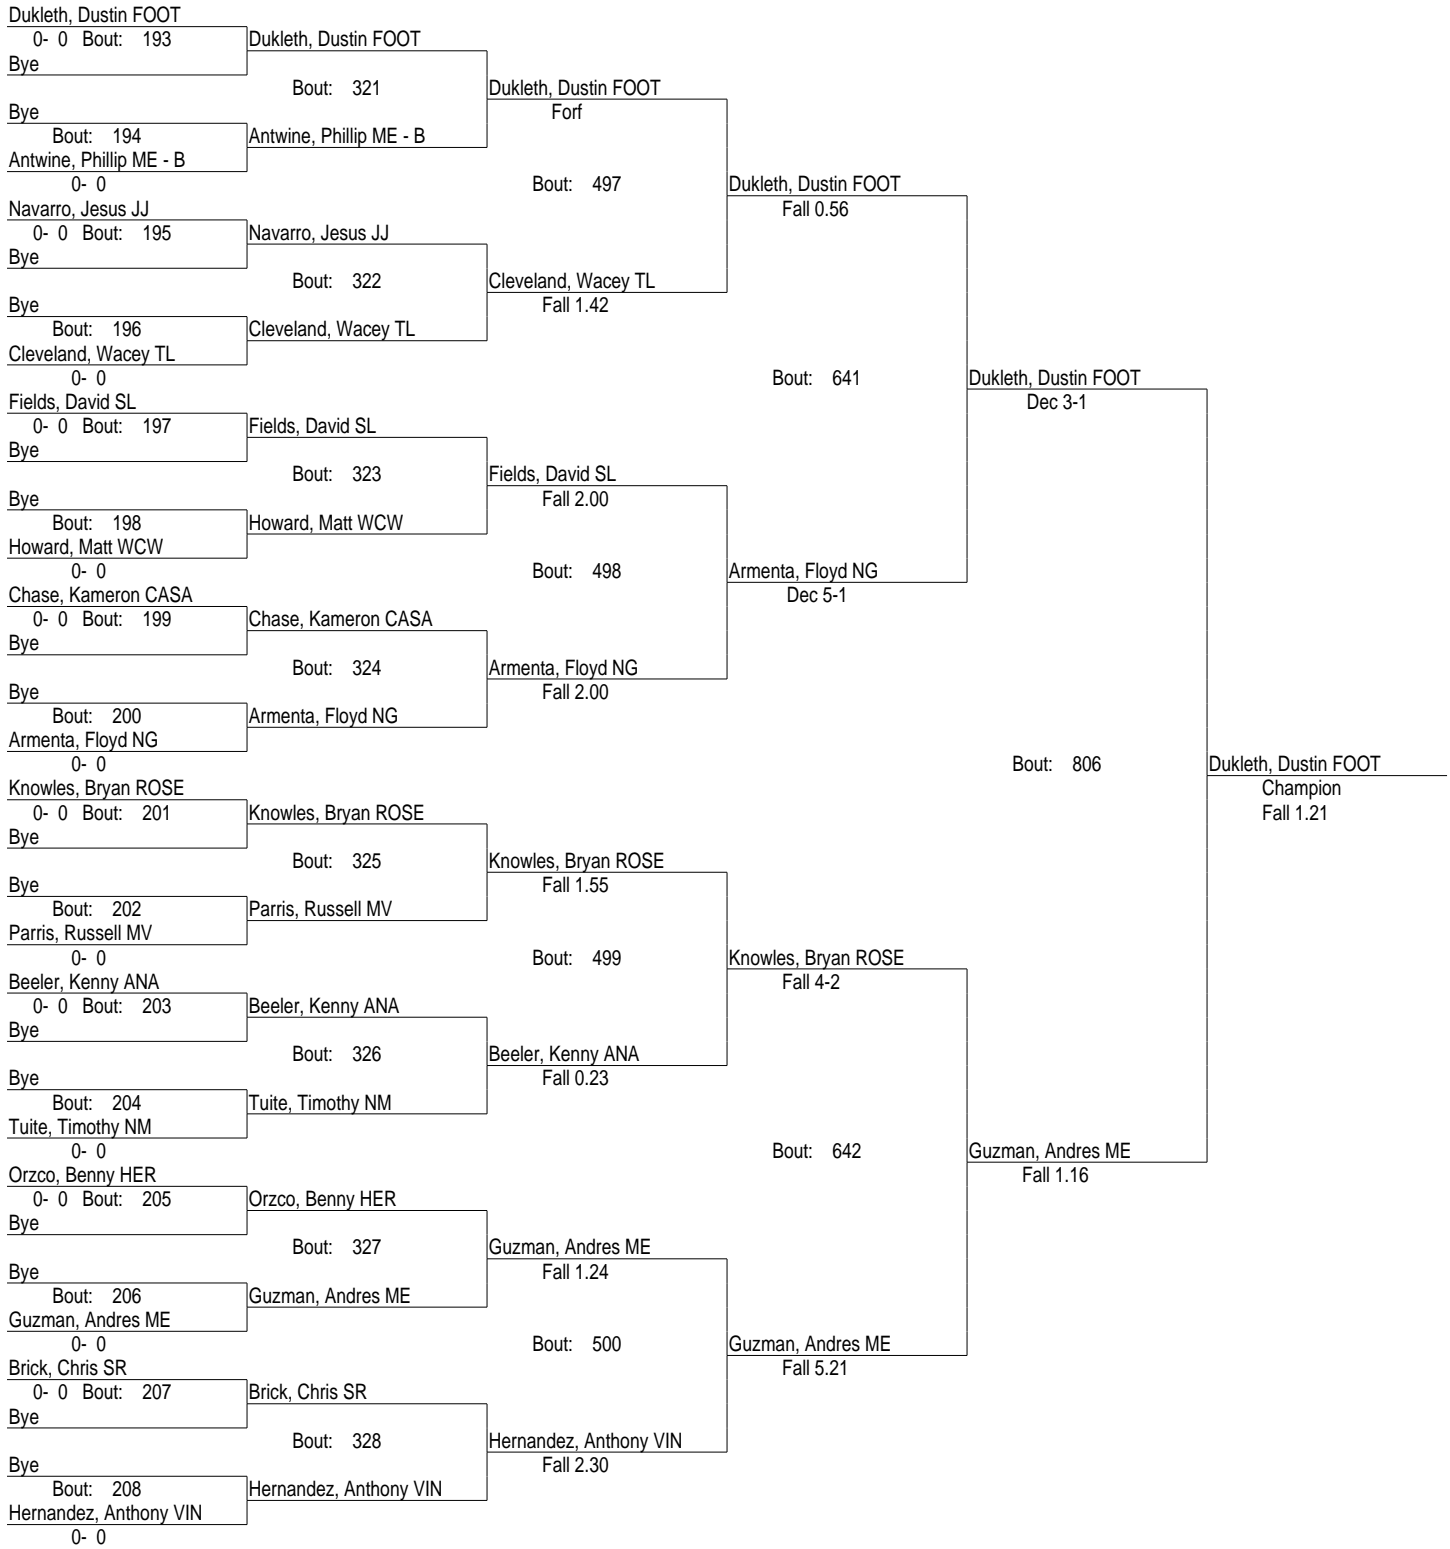 Dukleth, Dustin FOOT
0- 0 Bout: 193 Dukleth, Dustin FOOT
Bye
Bout: 321 Dukleth, Dustin FOOT
Bye Forf
Bout: 194 Antwine, Phillip ME - B
Antwine, Phillip ME - B
0- 0 Bout: 497 Dukleth, Dustin FOOT
Navarro, Jesus JJ Fall 0.56
0- 0 Bout: 195 Navarro, Jesus JJ
Bye
Bout: 322 Cleveland, Wacey TL
Bye Fall 1.42
Bout: 196 Cleveland, Wacey TL
Cleveland, Wacey TL
0- 0 Bout: 641 Dukleth, Dustin FOOT
Fields, David SL Dec 3-1
0- 0 Bout: 197 Fields, David SL
Bye
Bout: 323 Fields, David SL
Bye Fall 2.00
Bout: 198 Howard, Matt WCW
Howard, Matt WCW
0- 0 Bout: 498 Armenta, Floyd NG
Chase, Kameron CASA Dec 5-1
0- 0 Bout: 199 Chase, Kameron CASA
Bye
Bout: 324 Armenta, Floyd NG
Bye Fall 2.00
Bout: 200 Armenta, Floyd NG
Armenta, Floyd NG
0- 0 Bout: 806 Dukleth, Dustin FOOT
Knowles, Bryan ROSE Champion
0- 0 Bout: 201 Knowles, Bryan ROSE Fall 1.21
Bye
Bout: 325 Knowles, Bryan ROSE
Bye Fall 1.55
Bout: 202 Parris, Russell MV
Parris, Russell MV
0- 0 Bout: 499 Knowles, Bryan ROSE
Beeler, Kenny ANA Fall 4-2
0- 0 Bout: 203 Beeler, Kenny ANA
Bye
Bout: 326 Beeler, Kenny ANA
Bye Fall 0.23
Bout: 204 Tuite, Timothy NM
Tuite, Timothy NM
0- 0 Bout: 642 Guzman, Andres ME
Orzco, Benny HER Fall 1.16
0- 0 Bout: 205 Orzco, Benny HER
Bye
Bout: 327 Guzman, Andres ME
Bye Fall 1.24
Bout: 206 Guzman, Andres ME
Guzman, Andres ME
0- 0 Bout: 500 Guzman, Andres ME
Brick, Chris SR Fall 5.21
0- 0 Bout: 207 Brick, Chris SR
Bye
Bout: 328 Hernandez, Anthony VIN
Bye Fall 2.30
Bout: 208 Hernandez, Anthony VIN
Hernandez, Anthony VIN
0- 0